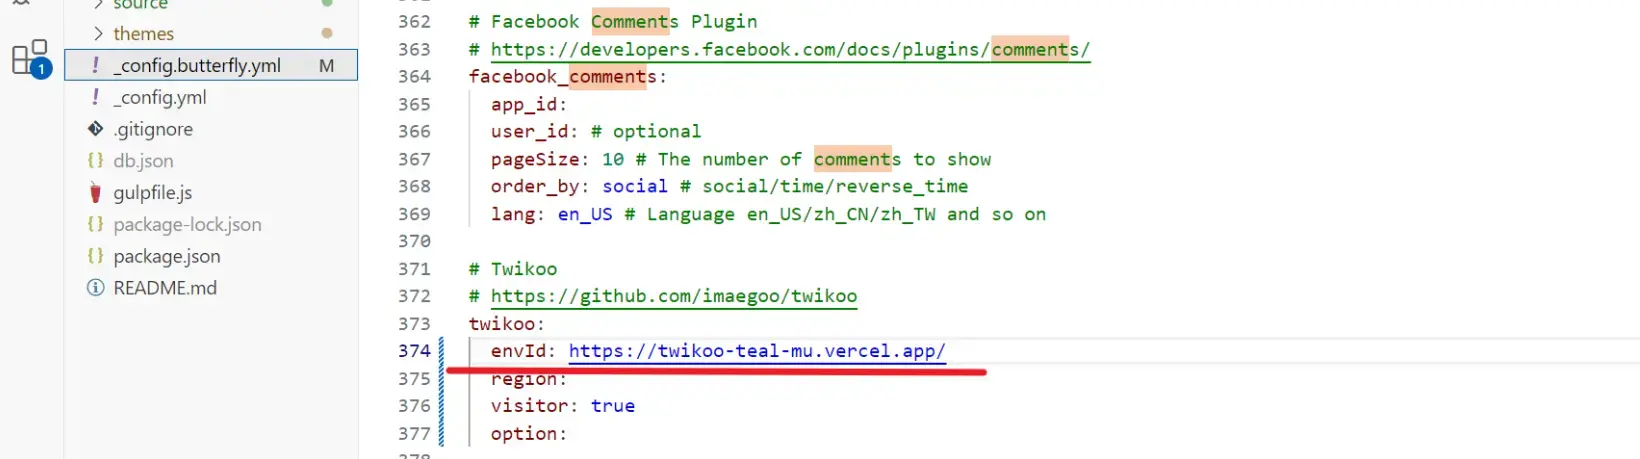 source
themes
! _config.butterfly.yml M
! _config.yml
.gitignore
{} db.json
gulpfile.js
{} package-lock.json
{} package.json
README.md
1
362 # Facebook Comments Plugin
363 # https://developers.facebook.com/docs/plugins/comments/
364 facebook_comments:
365 app_id:
366 user_id: # optional
367 pageSize: 10 # The number of comments to show
368 order_by: social # social/time/reverse_time
369 lang: en_US # Language en_US/zh_CN/zh_TW and so on
370
371 # Twikoo
372 # https://github.com/imaegoo/twikoo
373 twikoo:
374 envId: https://twikoo-teal-mu.vercel.app/
375 region:
376 visitor: true
377 option: